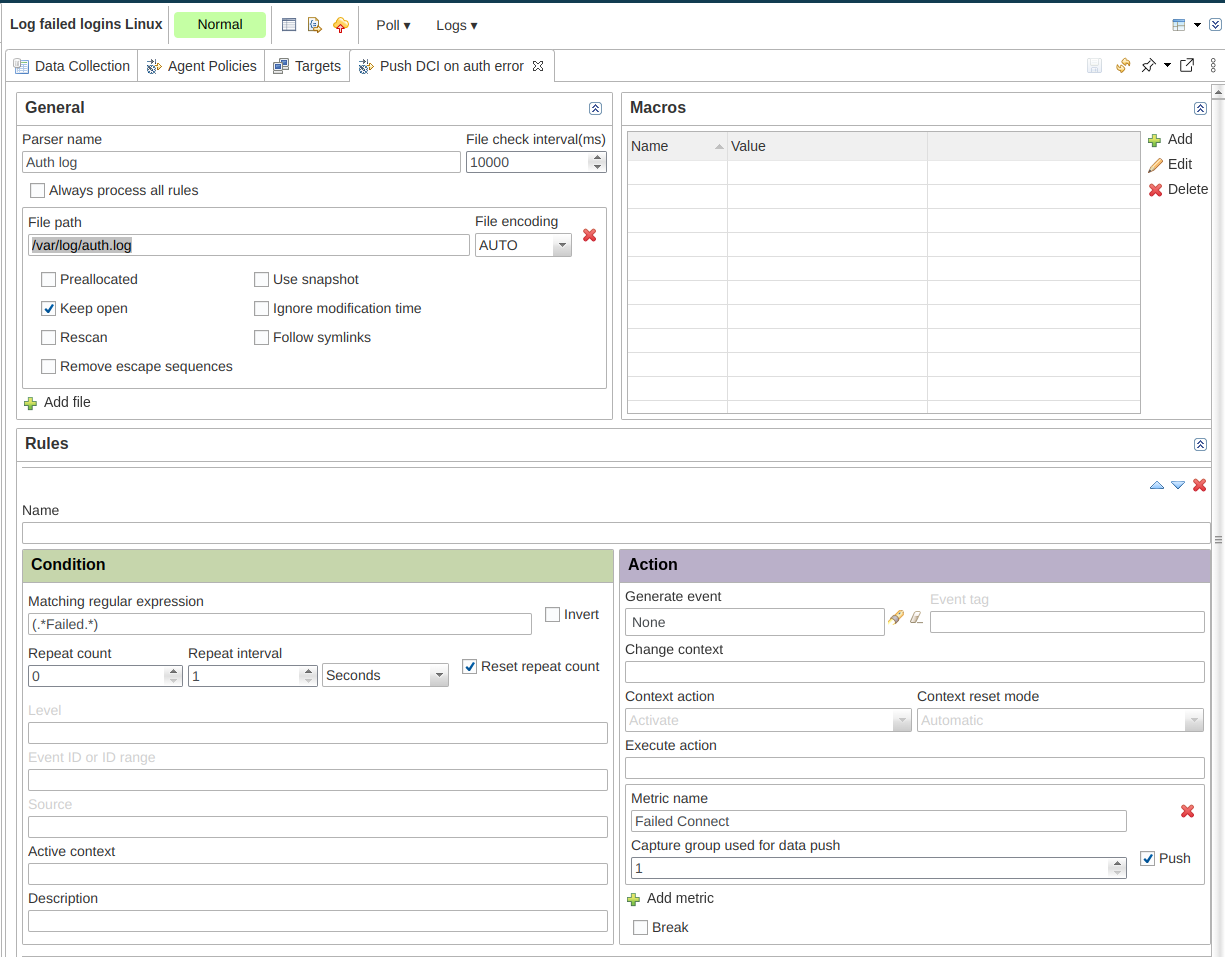 Log failed logins Linux Normal Poll ▾ Logs ▾
Data Collection Agent Policies Targets Push DCI on auth error
General
Parser name File check interval(ms)
Auth log 10000
Always process all rules
File path File encoding
/var/log/auth.log AUTO
Preallocated Use snapshot
Keep open Ignore modification time
Rescan Follow symlinks
Remove escape sequences
Add file
Macros
Name Value
Add
Edit
Delete
Rules
Name
Condition
Matching regular expression
(.*Failed.*) Invert
Repeat count Repeat interval
0 1 Seconds Reset repeat count
Level
Event ID or ID range
Source
Active context
Description
Action
Generate event Event tag
None
Change context
Context action Context reset mode
Activate Automatic
Execute action
Metric name
Failed Connect
Capture group used for data push
1 Push
Add metric
Break